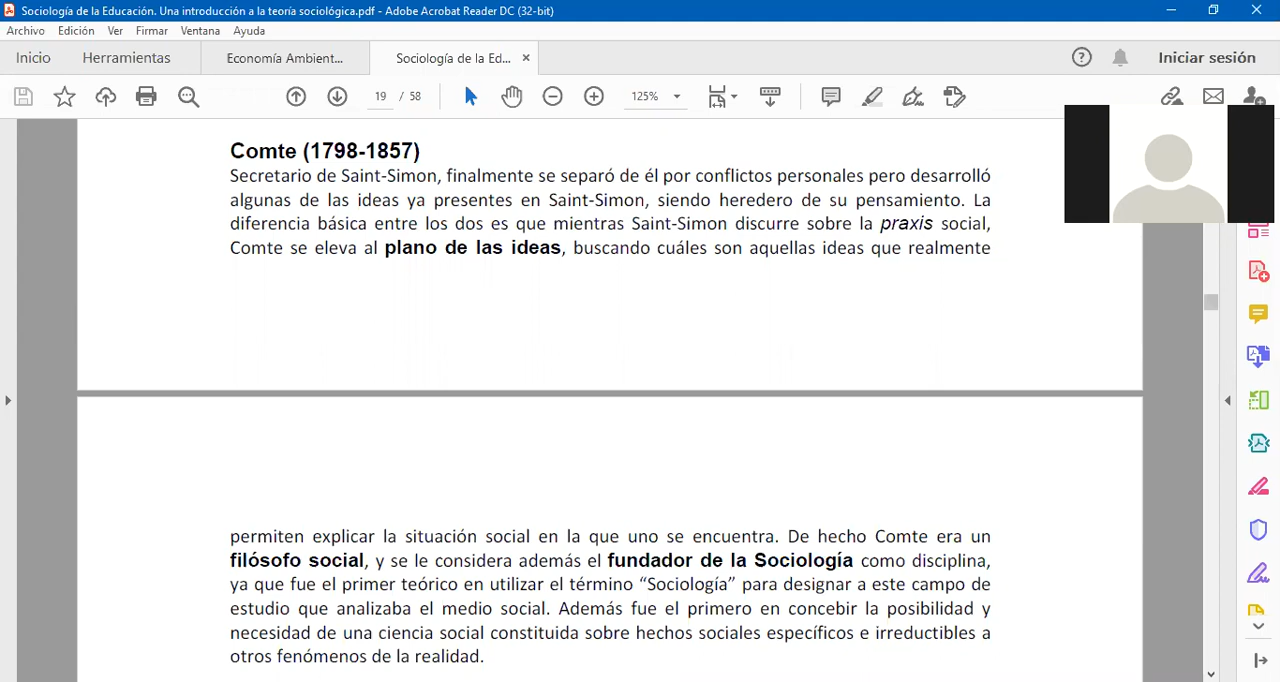 Sociología de la Educación. Una introducción a la teoría sociológica.pdf - Adobe Acrobat Reader DC (32-bit)
Archivo Edición Ver Firmar Ventana Ayuda
Inicio Herramientas Economía Ambient... Sociología de la Ed... × Iniciar sesión
19 / 58 125%
Comte (1798-1857)
Secretario de Saint-Simon, finalmente se separó de él por conflictos personales pero desarrolló
algunas de las ideas ya presentes en Saint-Simon, siendo heredero de su pensamiento. La
diferencia básica entre los dos es que mientras Saint-Simon discurre sobre la praxis social,
Comte se eleva al plano de las ideas, buscando cuáles son aquellas ideas que realmente
permiten explicar la situación social en la que uno se encuentra. De hecho Comte era un
filósofo social, y se le considera además el fundador de la Sociología como disciplina,
ya que fue el primer teórico en utilizar el término “Sociología” para designar a este campo de
estudio que analizaba el medio social. Además fue el primero en concebir la posibilidad y
necesidad de una ciencia social constituida sobre hechos sociales específicos e irreductibles a
otros fenómenos de la realidad.